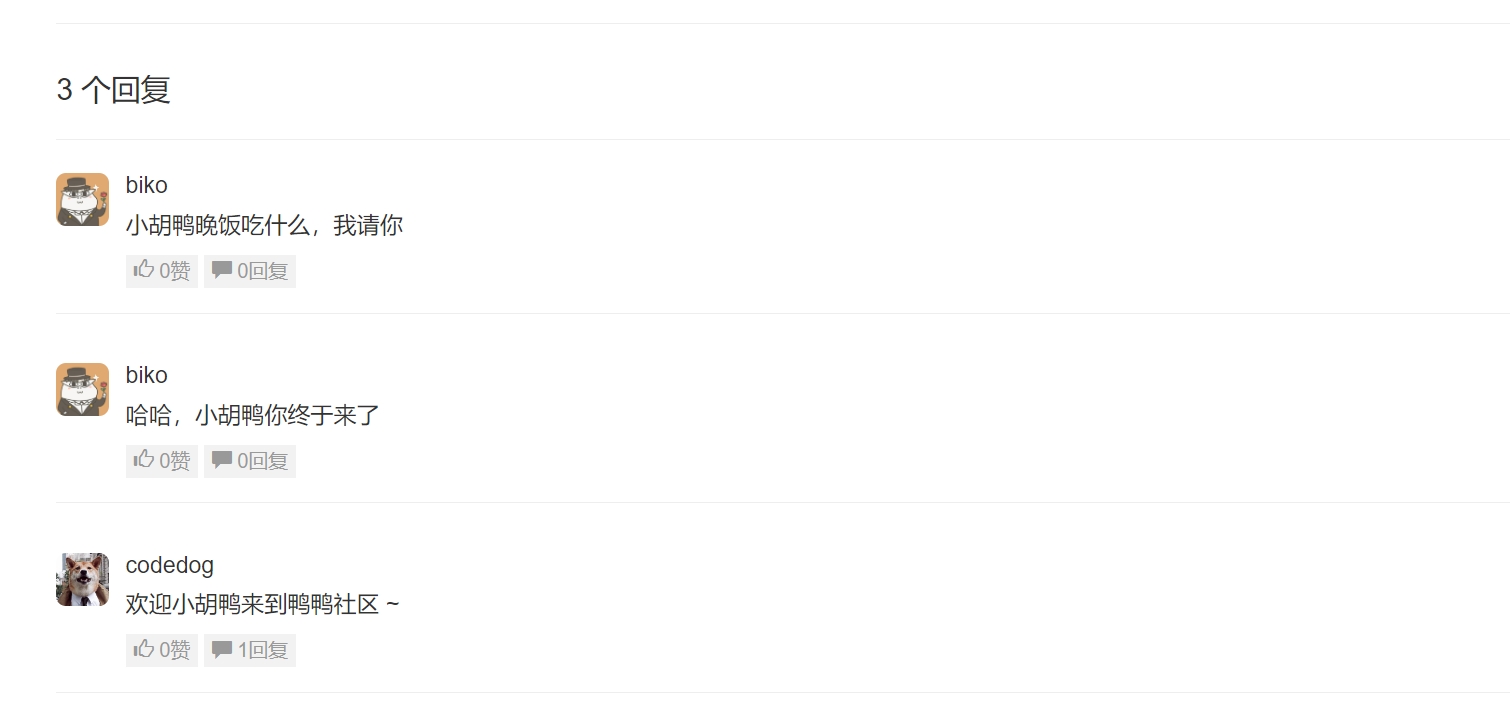 3 个回复
biko
小胡鸭晚饭吃什么，我请你
0赞 0回复
biko
哈哈，小胡鸭你终于来了
0赞 0回复
codedog
欢迎小胡鸭来到鸭鸭社区 ~
0赞 1回复